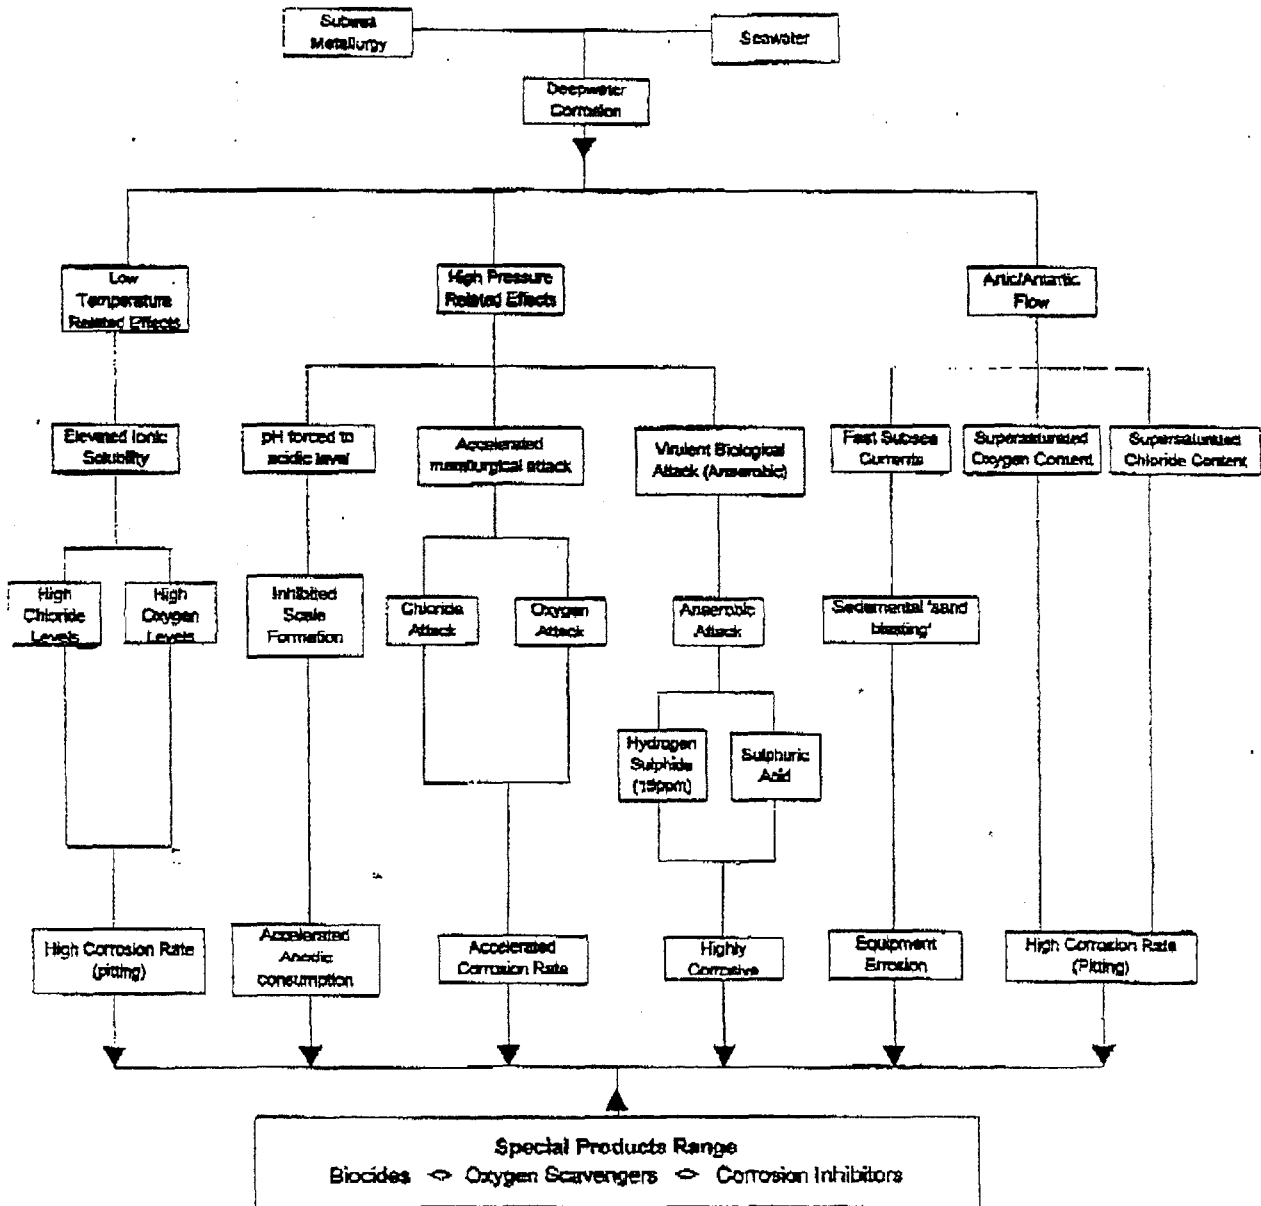 Subsea
Metallurgy
Seawater
Deepwater
Corrosion
Low
Temperature
Related Effects
High Pressure
Related Effects
Artic/Antartic
Flow
Elevated Ionic
Solubility
pH forced to
acidic level
Accelerated
metallurgical attack
Virulent Biological
Attack (Anaerobic)
Fast Subsea
Currents
Supersaturated
Oxygen Content
Supersaturated
Chloride Content
High
Chloride
Levels
High
Oxygen
Levels
Inhibited
Scale
Formation
Chloride
Attack
Oxygen
Attack
Anaerobic
Attack
Sedemental 'sand
blasting'
Hydrogen
Sulphide
(15ppm)
Sulphuric
Acid
High Corrosion Rate
(pitting)
Accelerated
Anodic
consumption
Accelerated
Corrosion Rate
Highly
Corrosive
Equipment
Errosion
High Corrosion Rate
(Pitting)
Special Products Range
Biocides <> Oxygen Scavengers <> Corrosion Inhibitors